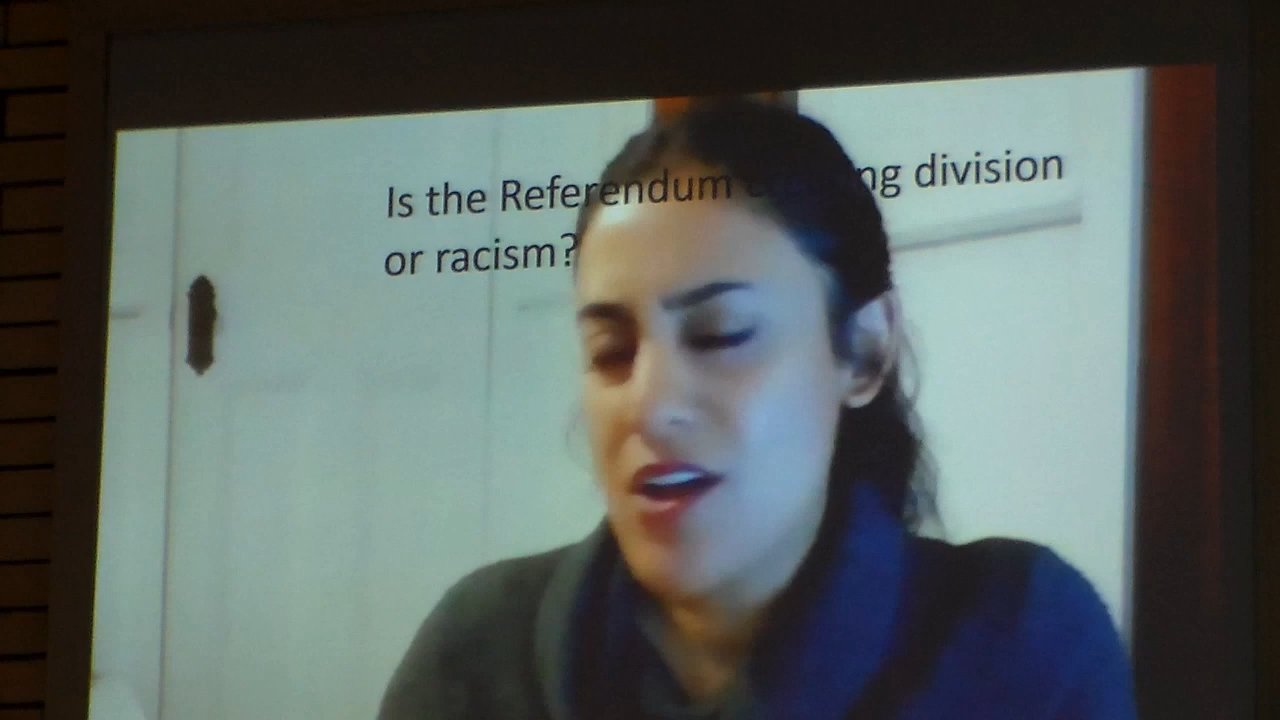 Is the Referendum division
or racism?